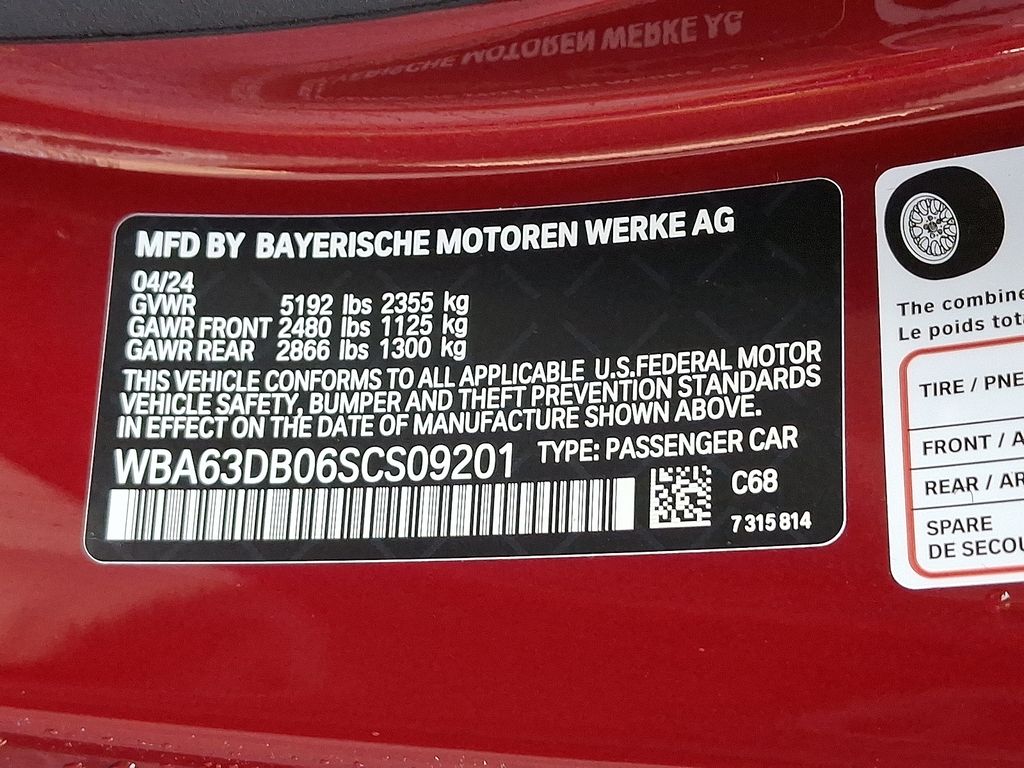 MFD BY BAYERISCHE MOTOREN WERKE AG
04/24
GVWR 5192 lbs 2355 kg
GAWR FRONT 2480 lbs 1125 kg
GAWR REAR 2866 lbs 1300 kg
THIS VEHICLE CONFORMS TO ALL APPLICABLE U.S.FEDERAL MOTOR
VEHICLE SAFETY, BUMPER AND THEFT PREVENTION STANDARDS
IN EFFECT ON THE DATE OF MANUFACTURE SHOWN ABOVE.
WBA63DB06SCS09201 TYPE: PASSENGER CAR
C68
7 315 814
The combine
Le poids tot
TIRE / PNE
FRONT / A
REAR / AR
SPARE
DE SECOU